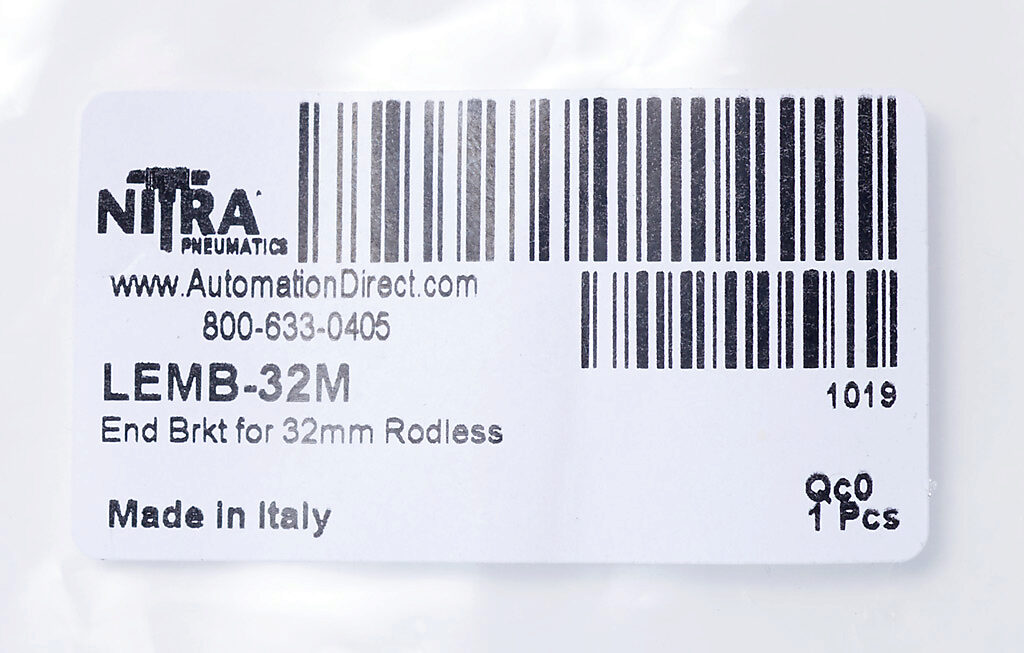 NITRA
PNEUMATICS
www.AutomationDirect.com
800-633-0405
LEMB-32M
1019
End Brkt for 32mm Rodless
Qc0
Made in Italy
1 Pcs